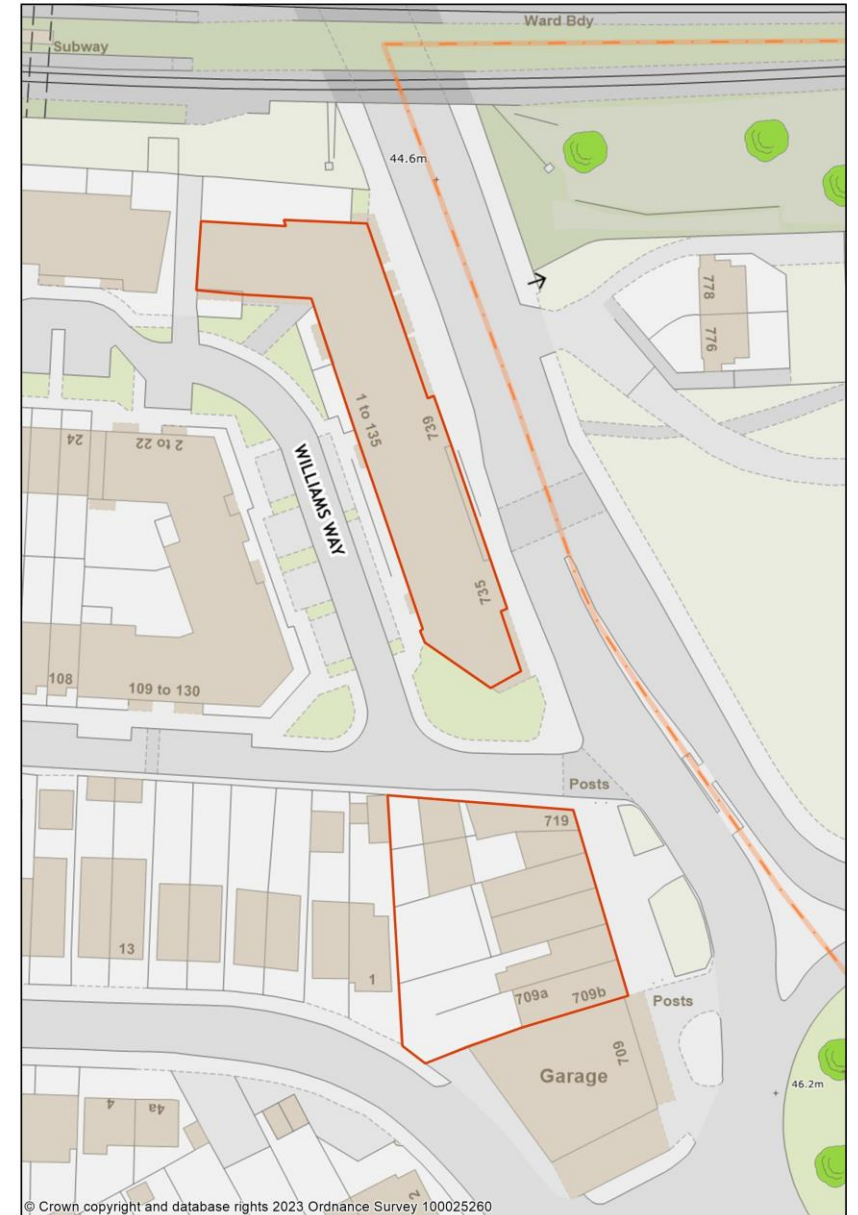 Ward Bdy
Subway
44.6m
778
776
1 to 135
739
WILLIAMS WAY
24
2 to 22
735
108
109 to 130
Posts
719
13
1
709a
709b
Posts
709
Garage
46.2m
4
4a
2
© Crown copyright and database rights 2023 Ordnance Survey 100025260